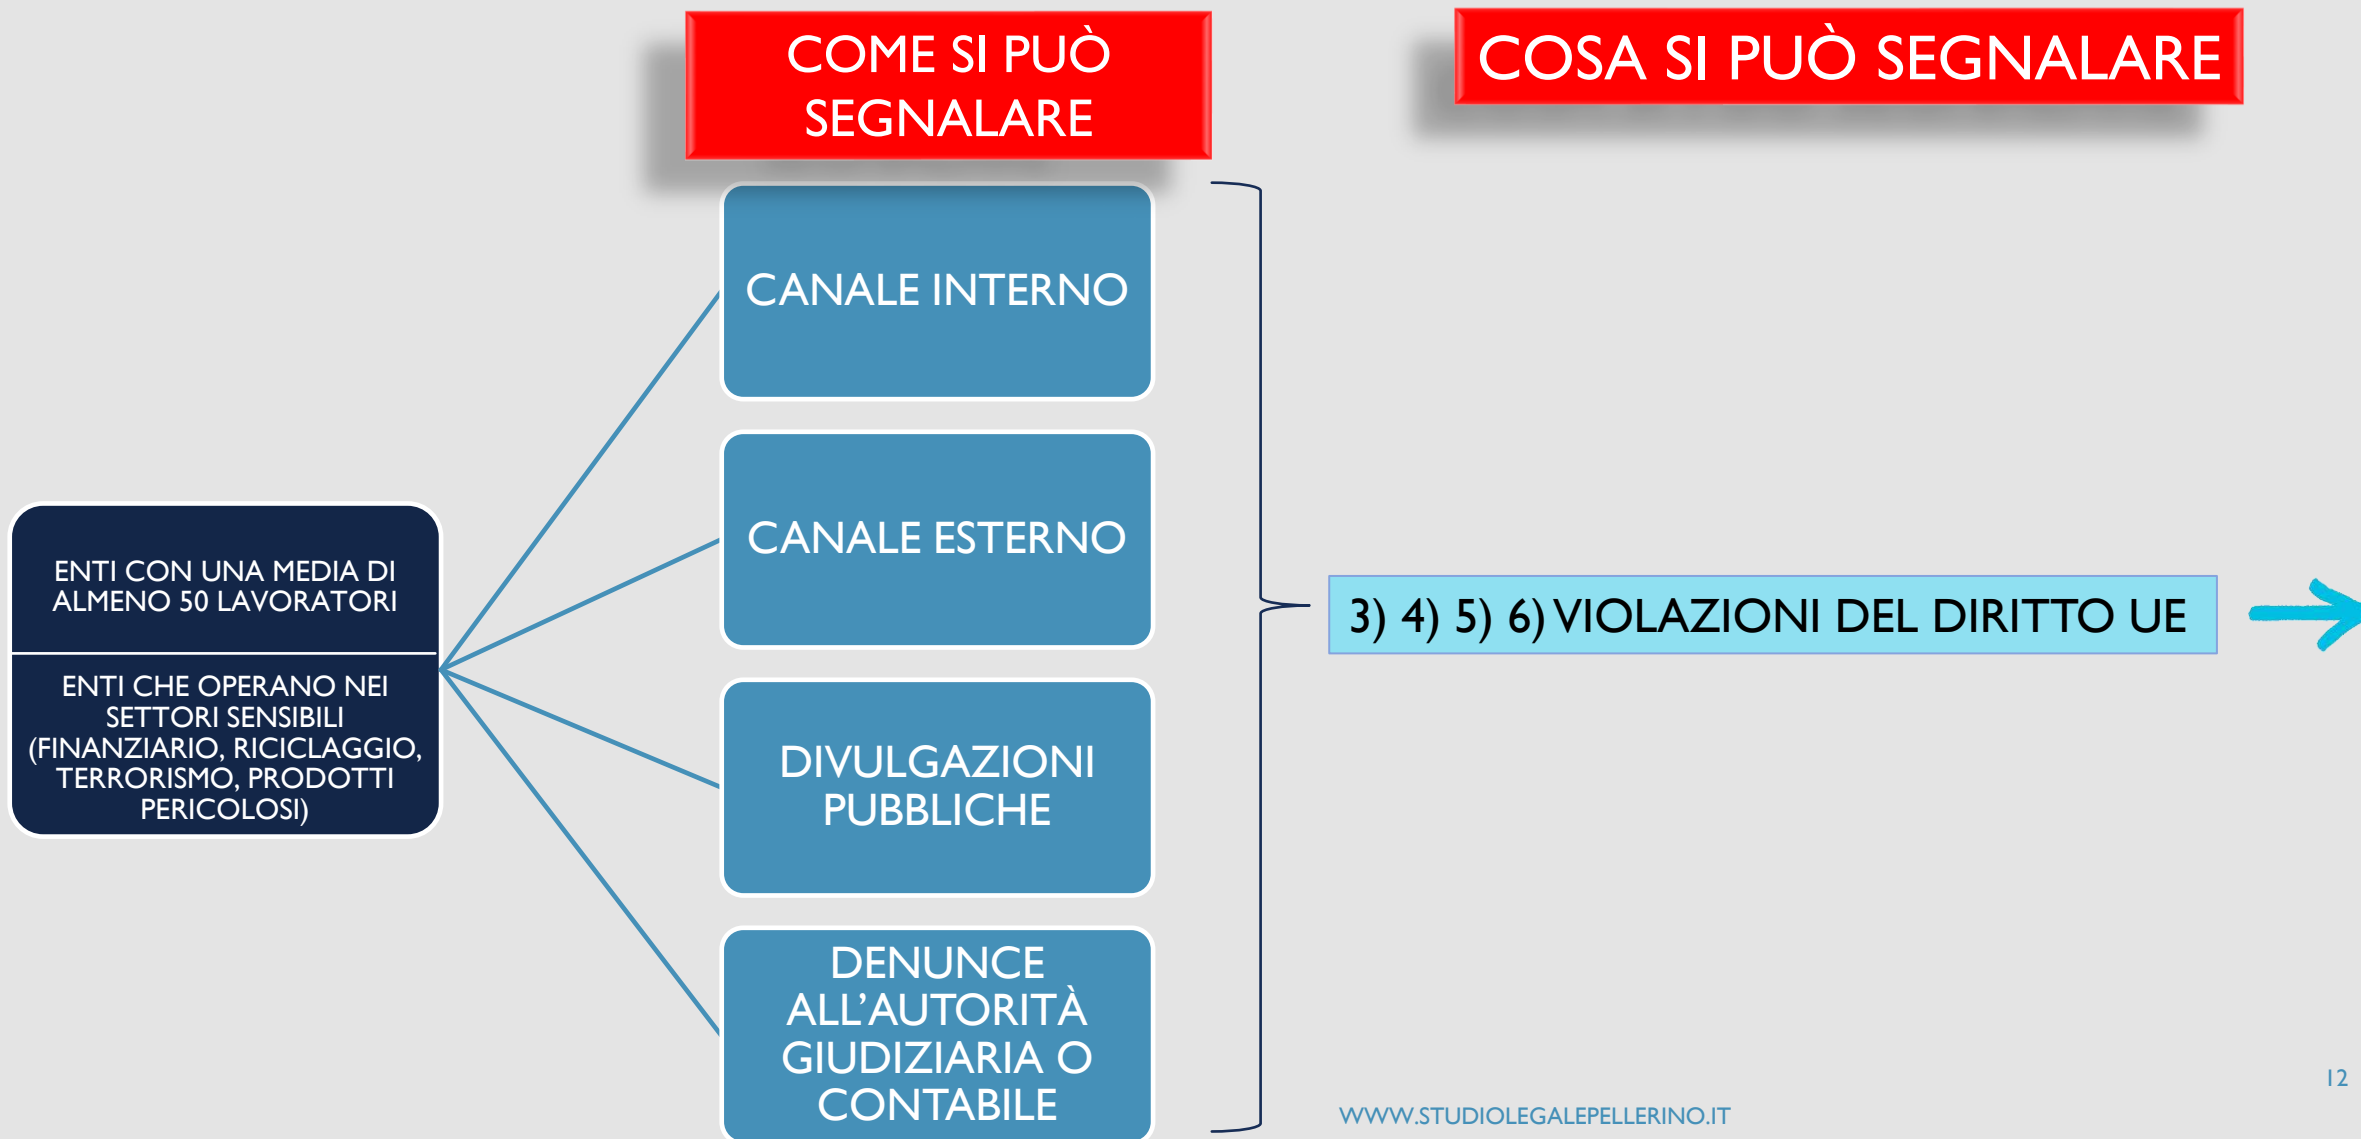 COME SI PUÒ
SEGNALARE
COSA SI PUÒ SEGNALARE
ENTI CON UNA MEDIA DI
ALMENO 50 LAVORATORI
ENTI CHE OPERANO NEI
SETTORI SENSIBILI
(FINANZIARIO, RICICLAGGIO,
TERRORISMO, PRODOTTI
PERICOLOSI)
CANALE INTERNO
CANALE ESTERNO
DIVULGAZIONI
PUBBLICHE
DENUNCE
ALL’AUTORITÀ
GIUDIZIARIA O
CONTABILE
3) 4) 5) 6) VIOLAZIONI DEL DIRITTO UE
WWW.STUDIOLEGALEPELLERINO.IT
12